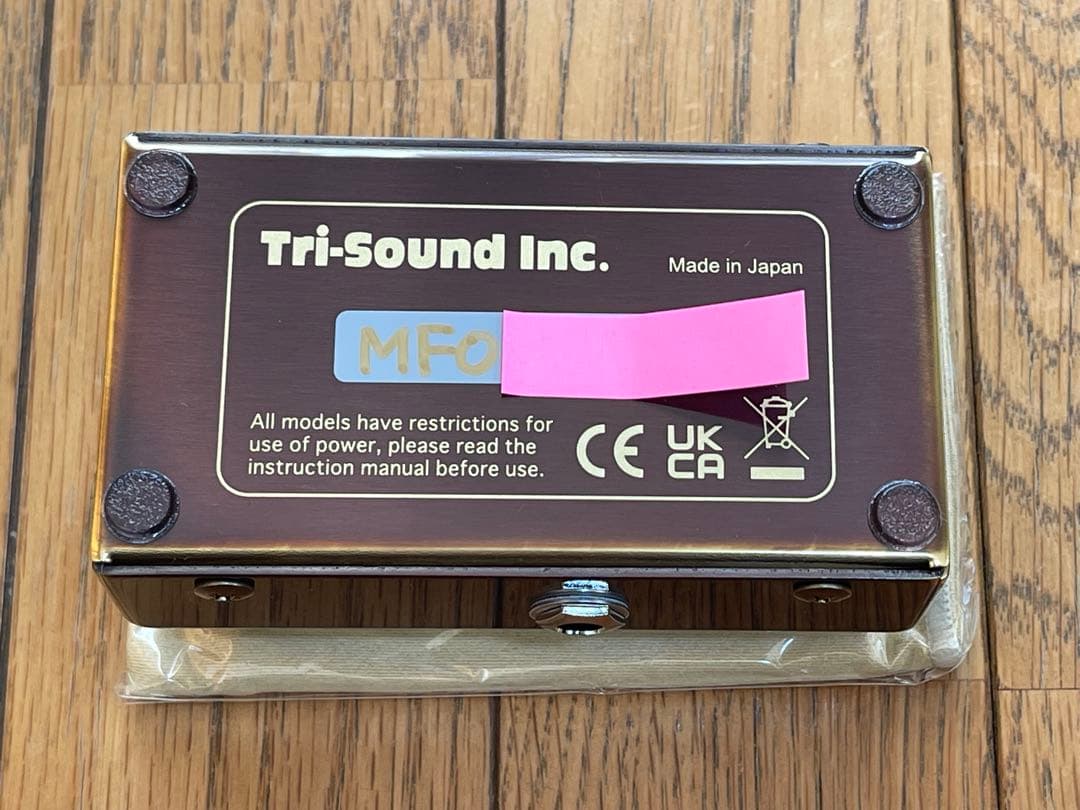 Tri-Sound Inc.
Made in Japan
MFO
All models have restrictions for
use of power, please read the
instruction manual before use.
CE
UK
CA